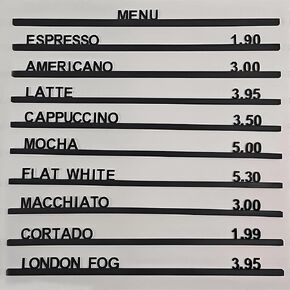 MENU
ESPRESSO 1.90
AMERICANO 3.00
LATTE 3.95
CAPPUCCINO 3.50
MOCHA 5.00
FLAT WHITE 5.30
MACCHIATO 3.00
CORTADO 1.99
LONDON FOG 3.95